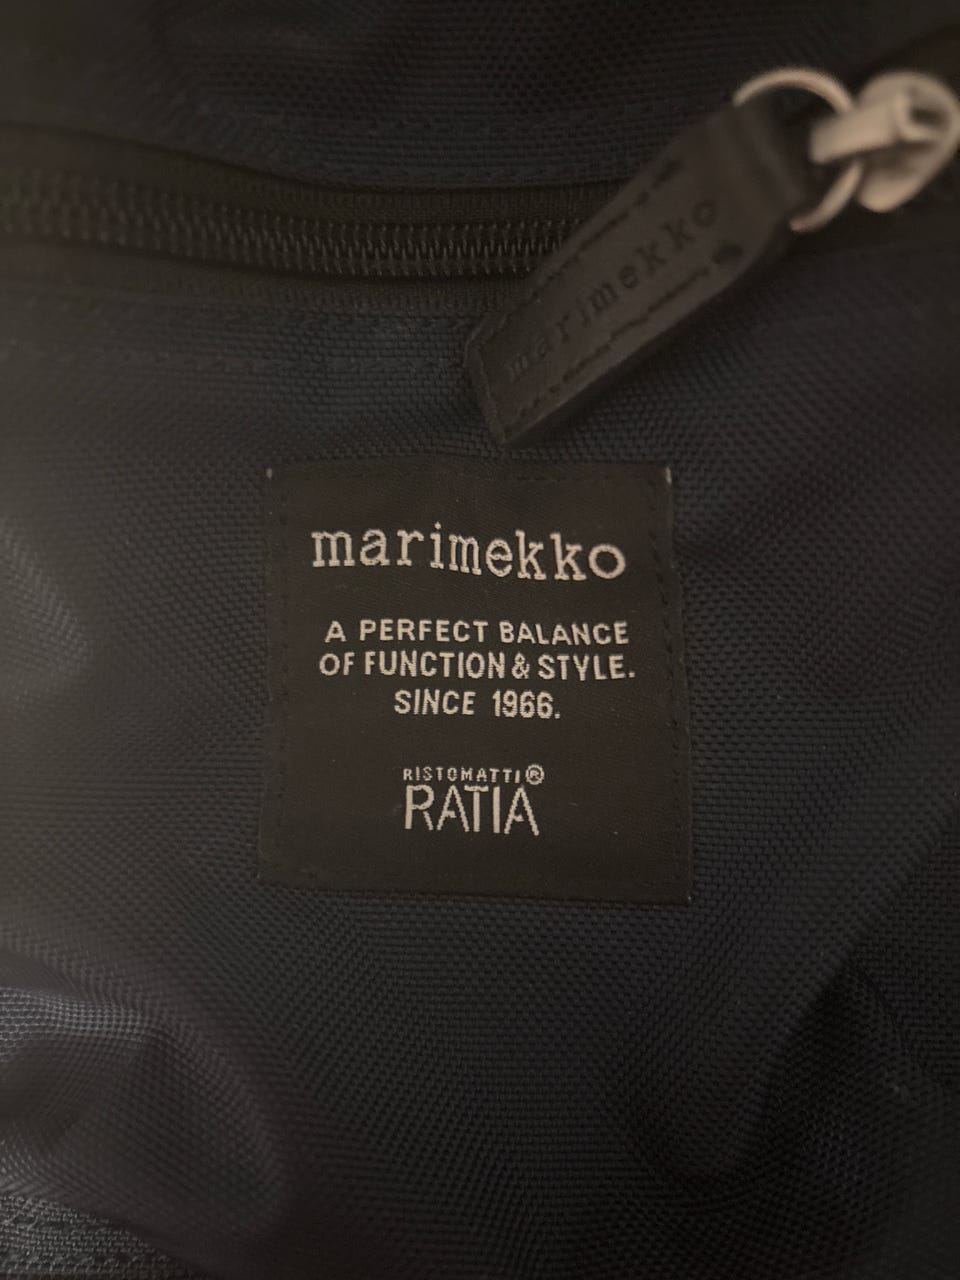 marimekko
marimekko
A PERFECT BALANCE
OF FUNCTION & STYLE.
SINCE 1966.
RISTOMATTI®
RATIA